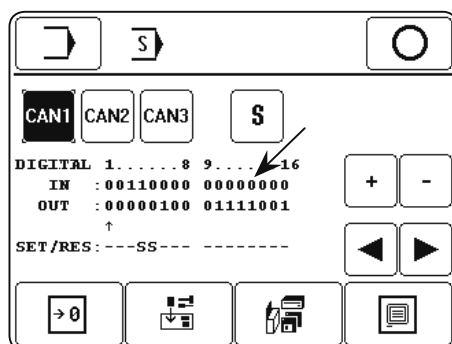 S
CAN1 CAN2 CAN3 S
DIGITAL 1......8 9.....16
IN :00110000 00000000
OUT :00000100 01111001
↑
SET/RES:---SS--- --------
+ -
→0